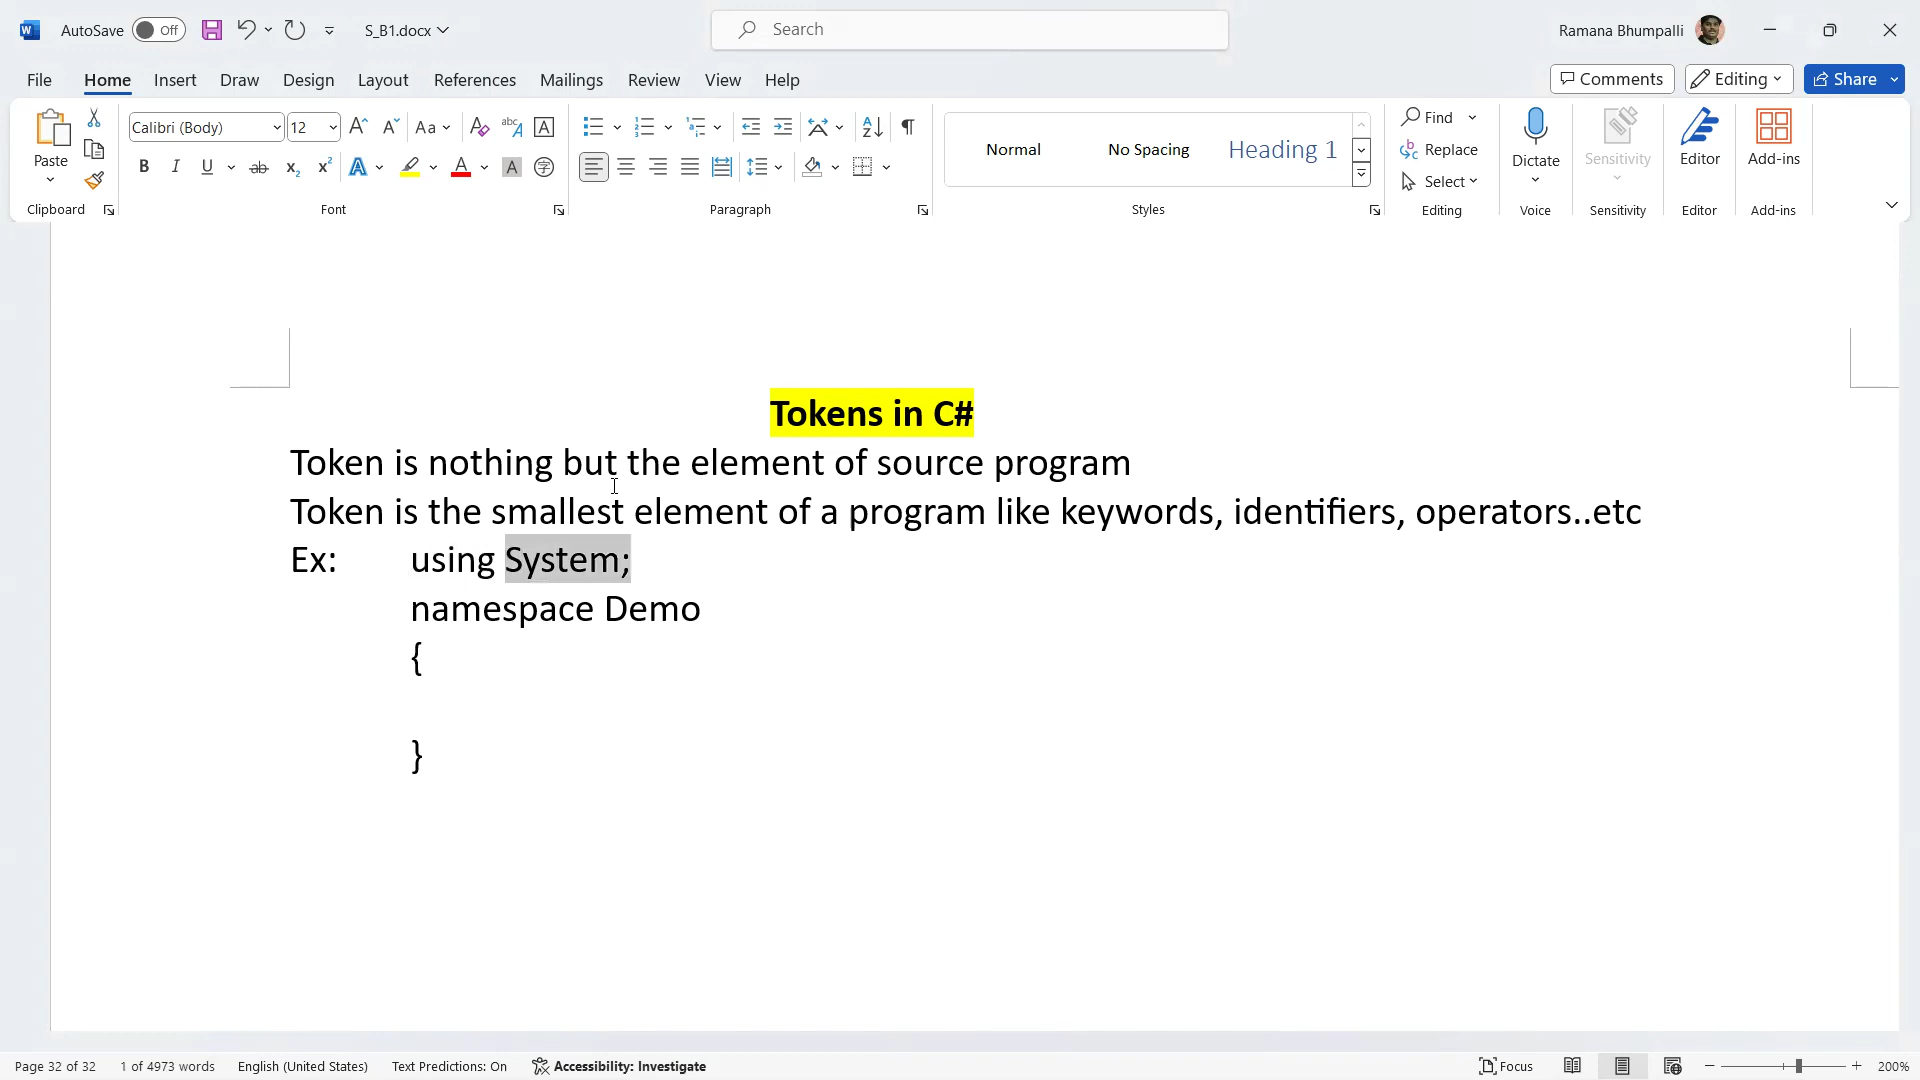 AutoSave Off S_B1.docx Search Ramana Bhumpalli
File Home Insert Draw Design Layout References Mailings Review View Help Comments Editing Share
Paste Calibri (Body) 12 Normal No Spacing Heading 1 Find Replace Select Dictate Sensitivity Editor Add-ins
Clipboard Font Paragraph Styles Editing Voice Sensitivity Editor Add-ins
Tokens in C#
Token is nothing but the element of source program
Token is the smallest element of a program like keywords, identifiers, operators..etc
Ex: using System;
namespace Demo
{
}
Page 32 of 32 1 of 4973 words English (United States) Text Predictions: On Accessibility: Investigate Focus 200%